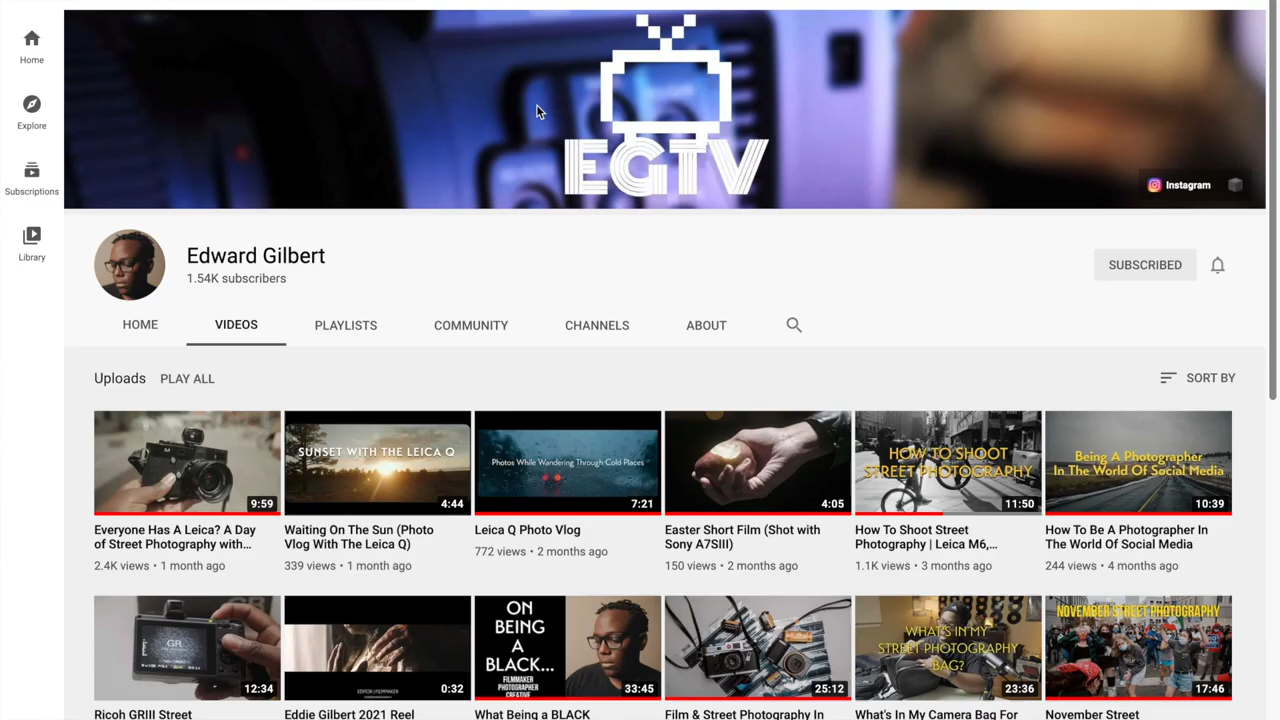 Home
Explore
Subscriptions
Library
EGTV
Instagram
Edward Gilbert
1.54K subscribers
SUBSCRIBED
HOME
VIDEOS
PLAYLISTS
COMMUNITY
CHANNELS
ABOUT
Uploads
PLAY ALL
SORT BY
9:59
SUNSET WITH THE LEICA Q
4:44
Photos While Wandering Through Cold Places
7:21
4:05
HOW TO SHOOT
STREET PHOTOGRAPHY
11:50
Being A Photographer
In The World Of Social Media
10:39
Everyone Has A Leica? A Day
of Street Photography with...
2.4K views • 1 month ago
Waiting On The Sun (Photo
Vlog With The Leica Q)
339 views • 1 month ago
Leica Q Photo Vlog
772 views • 2 months ago
Easter Short Film (Shot with
Sony A7SIII)
150 views • 2 months ago
How To Shoot Street
Photography | Leica M6,...
1.1K views • 3 months ago
How To Be A Photographer In
The World Of Social Media
244 views • 4 months ago
GR
12:34
EDITOR | FILMMAKER
0:32
ON
BEING
A
BLACK...
FILMMAKER
PHOTOGRAPHER
CREATIVE
33:45
25:12
WHAT'S IN MY
STREET PHOTOGRAPHY
BAG?
23:36
NOVEMBER STREET PHOTOGRAPHY
17:46
Ricoh GRIII Street
Eddie Gilbert 2021 Reel
What Being a BLACK
Film & Street Photography In
What's In My Camera Bag For
November Street